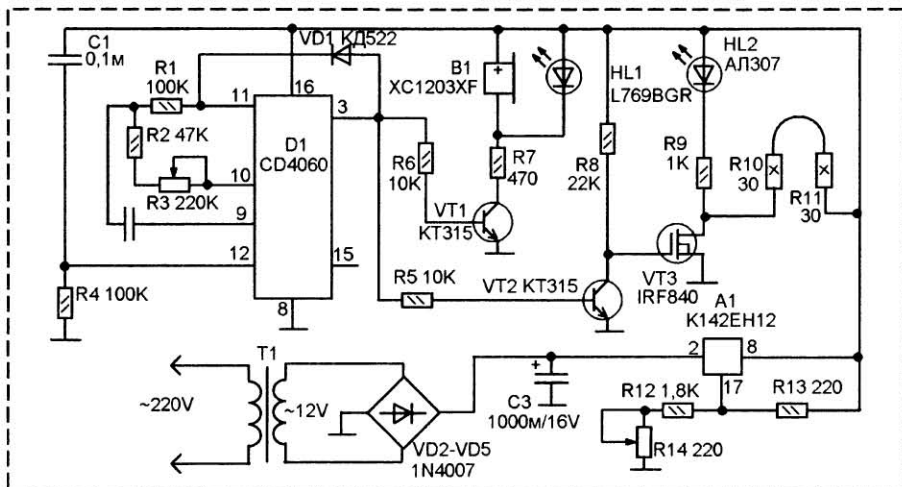 C1
0,1м
VD1 КД522
R1
100K
11
16
3
B1
XC1203XF
HL1
L769BGR
HL2
АЛ307
R2 47K
D1
CD4060
R3 220K
10
9
R6
10K
R7
470
R8
22K
R9
1K
R10
30
R11
30
VT1
КТ315
12
15
R4 100K
8
R5 10K
VT2 КТ315
VT3
IRF840
A1
К142ЕН12
T1
~220V
~12V
VD2-VD5
1N4007
+
C3
1000м/16V
2
8
17
R12 1,8K
R13 220
R14 220